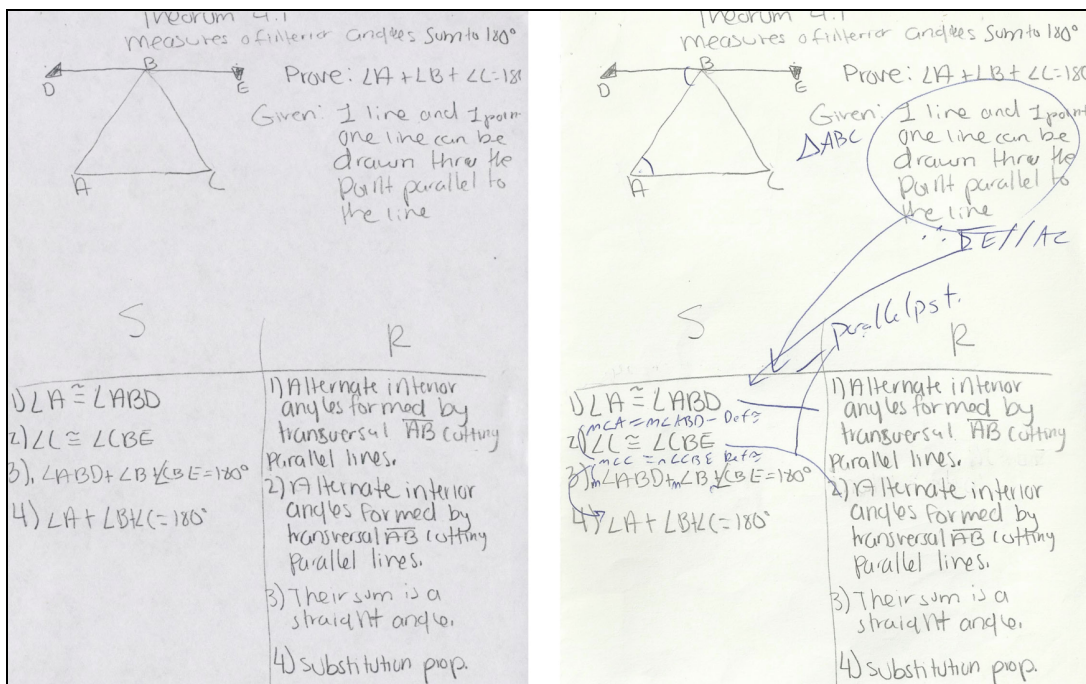 Theorum 4.1
measures of interior angles sum to 180°
B
D
E
A
C
Prove: ∠A + ∠B + ∠C = 18
Given: 1 line and 1 point
one line can be
drawn thru the
point parallel to
the line
S
R
1) ∠A ≅ ∠ABD
2) ∠C ≅ ∠CBE
3) ∠ABD + ∠B + ∠CBE = 180°
4) ∠A + ∠B + ∠C = 180°
1) Alternate interior
angles formed by
transversal AB cutting
parallel lines.
2) Alternate interior
angles formed by
transversal AB cutting
parallel lines.
3) Their sum is a
straight angle.
4) Substitution prop.
Theorum 4.1
measures of interior angles sum to 180°
B
D
E
A
C
Prove: ∠A + ∠B + ∠C = 180
Given: 1 line and 1 point
△ABC
one line can be
drawn thru the
point parallel to
the line
∴ DE // AC
parallel pst.
S
R
1) ∠A ≅ ∠ABD
m∠A = m∠ABD - Def ≅
2) ∠C ≅ ∠CBE
m∠C = m∠CBE Def ≅
3) m∠ABD + m∠B + ∠CBE = 180°
4) ∠A + ∠B + ∠C = 180°
1) Alternate interior
angles formed by
transversal AB cutting
parallel lines.
2) Alternate interior
angles formed by
transversal AB cutting
parallel lines.
3) Their sum is a
straight angle.
4) Substitution prop.